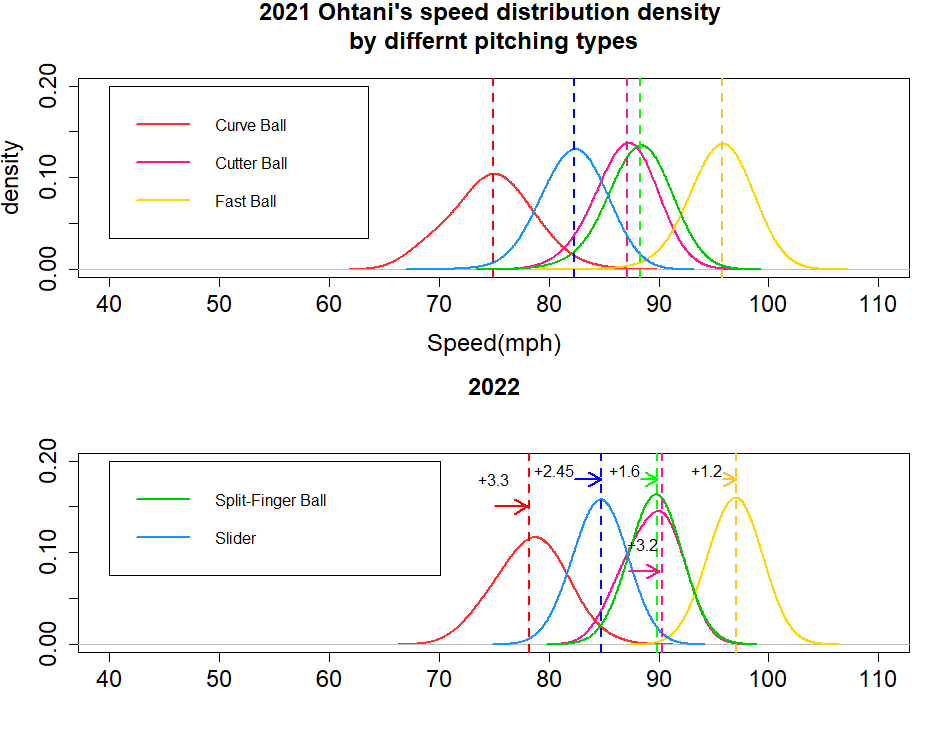 2021 Ohtani's speed distribution density
by differnt pitching types
density
0.20
0.10
0.00
Curve Ball
Cutter Ball
Fast Ball
40 50 60 70 80 90 100 110
Speed(mph)
2022
0.20
0.10
0.00
Split-Finger Ball
Slider
+3.3
+2.45
+1.6
+1.2
+3.2
40 50 60 70 80 90 100 110